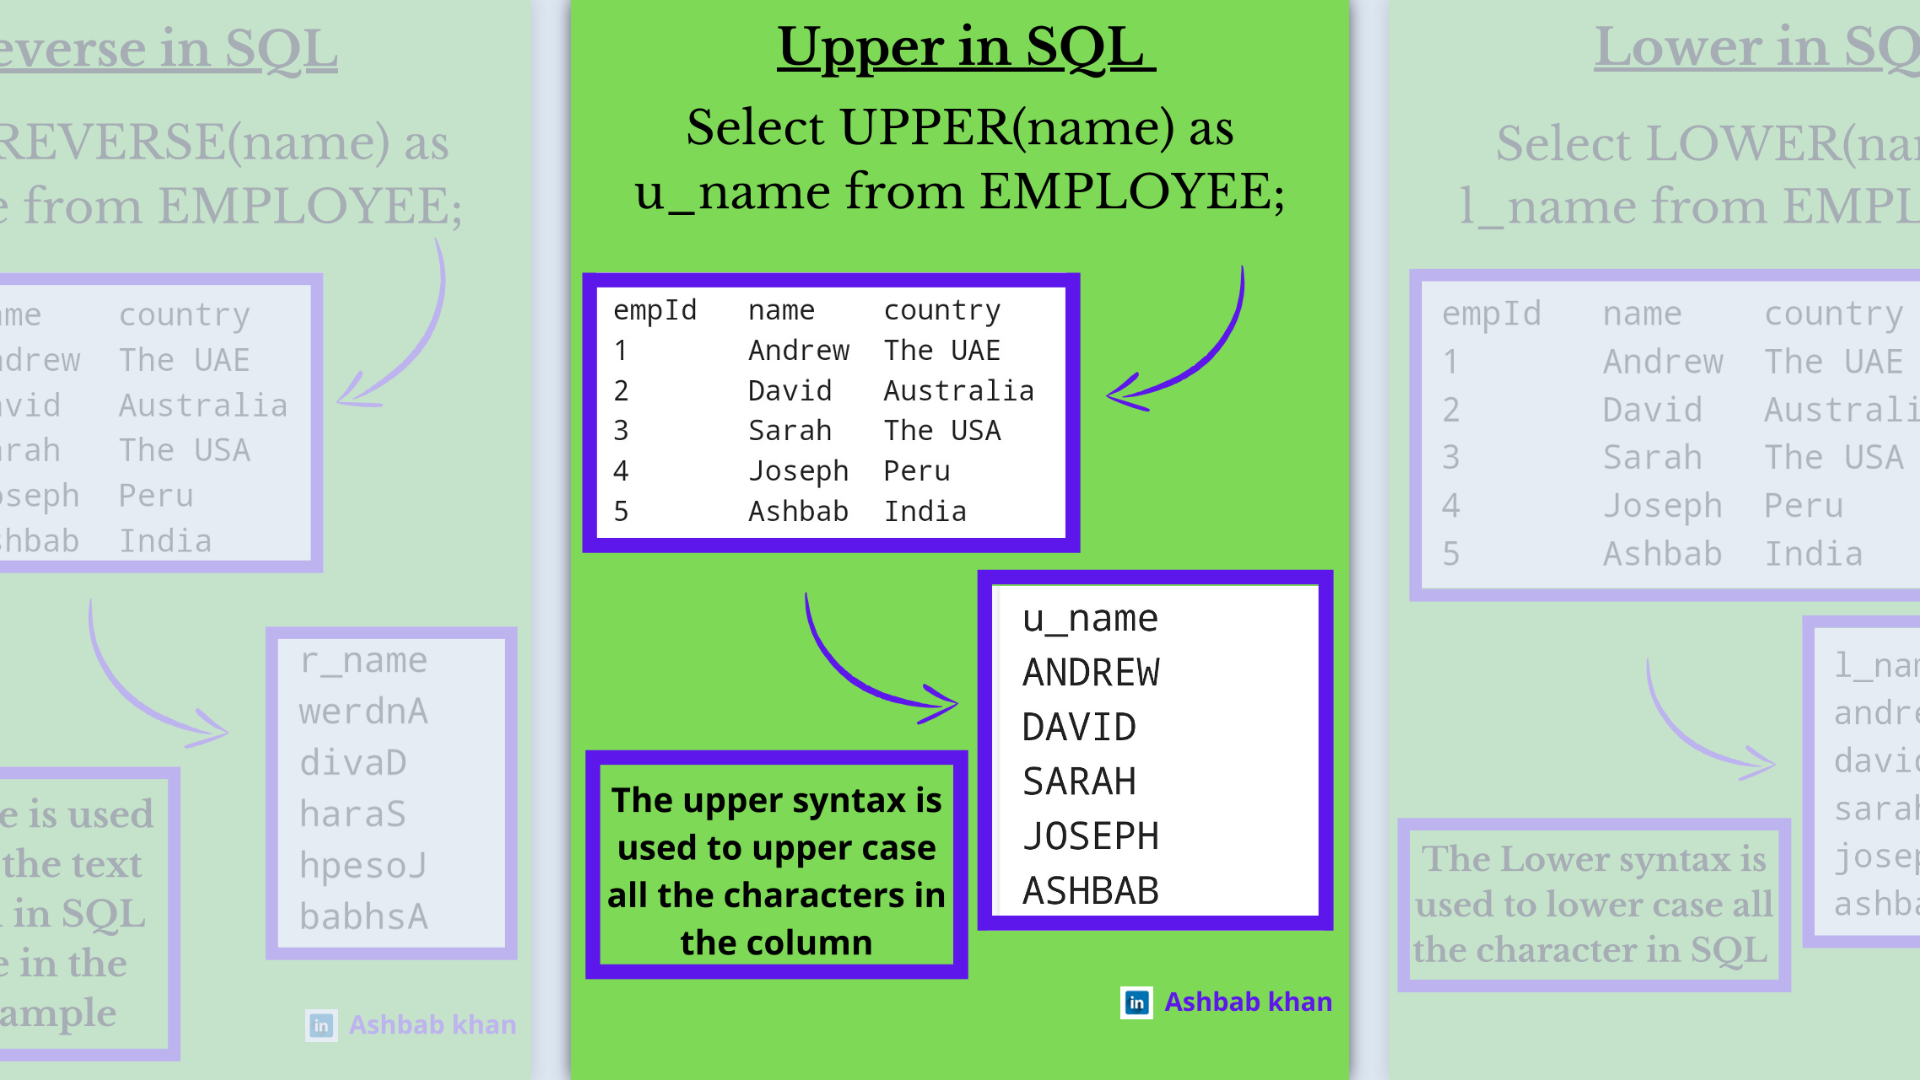 everse in SQL
REVERSE(name) as
e from EMPLOYEE;
me country
drew The UAE
vid Australia
rah The USA
oseph Peru
hbab India
r_name
werdnA
divaD
haraS
hpesoJ
babhsA
e is used
the text
in SQL
e in the
ample
in Ashbab khan
Upper in SQL
Select UPPER(name) as
u_name from EMPLOYEE;
empId name country
1 Andrew The UAE
2 David Australia
3 Sarah The USA
4 Joseph Peru
5 Ashbab India
u_name
ANDREW
DAVID
SARAH
JOSEPH
ASHBAB
The upper syntax is
used to upper case
all the characters in
the column
in Ashbab khan
Lower in SQ
Select LOWER(na
l_name from EMPL
empId name country
1 Andrew The UAE
2 David Australi
3 Sarah The USA
4 Joseph Peru
5 Ashbab India
l_nam
andre
david
sarah
josep
ashba
The Lower syntax is
used to lower case all
the character in SQL